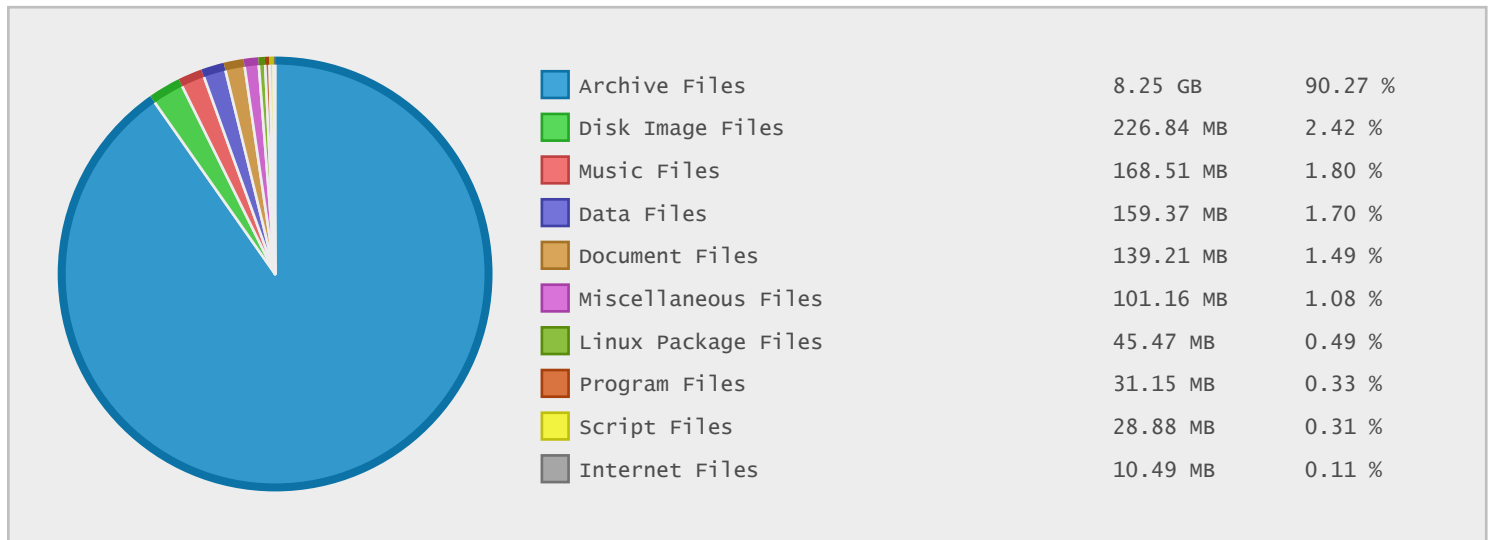 Archive Files 8.25 GB 90.27 %
Disk Image Files 226.84 MB 2.42 %
Music Files 168.51 MB 1.80 %
Data Files 159.37 MB 1.70 %
Document Files 139.21 MB 1.49 %
Miscellaneous Files 101.16 MB 1.08 %
Linux Package Files 45.47 MB 0.49 %
Program Files 31.15 MB 0.33 %
Script Files 28.88 MB 0.31 %
Internet Files 10.49 MB 0.11 %